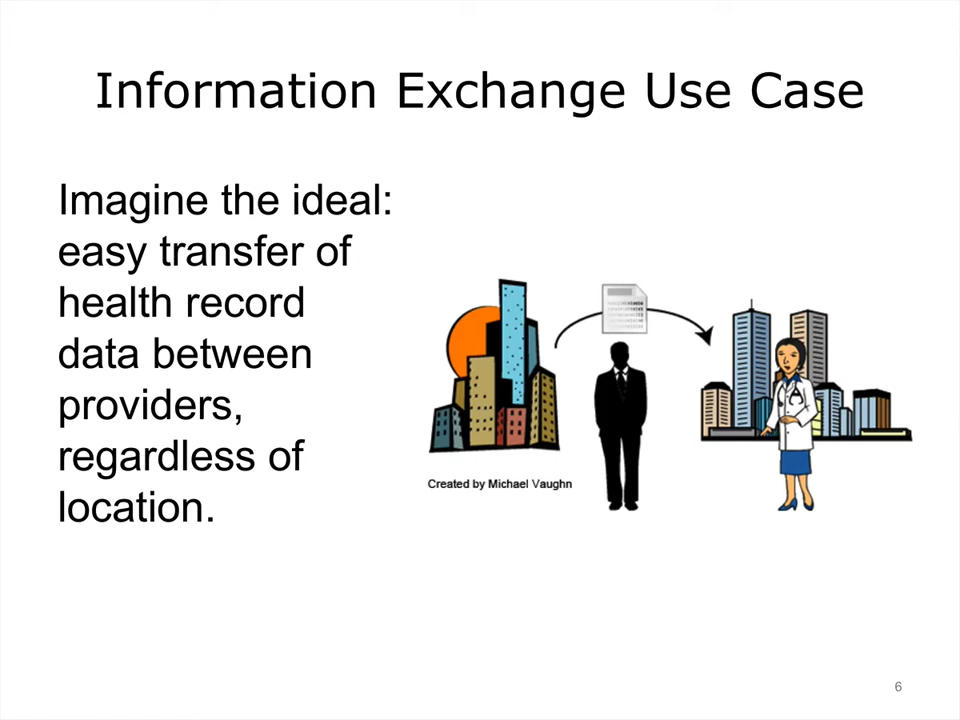 Information Exchange Use Case
Imagine the ideal:
easy transfer of
health record
data between
providers,
regardless of
location.
Created by Michael Vaughn
6